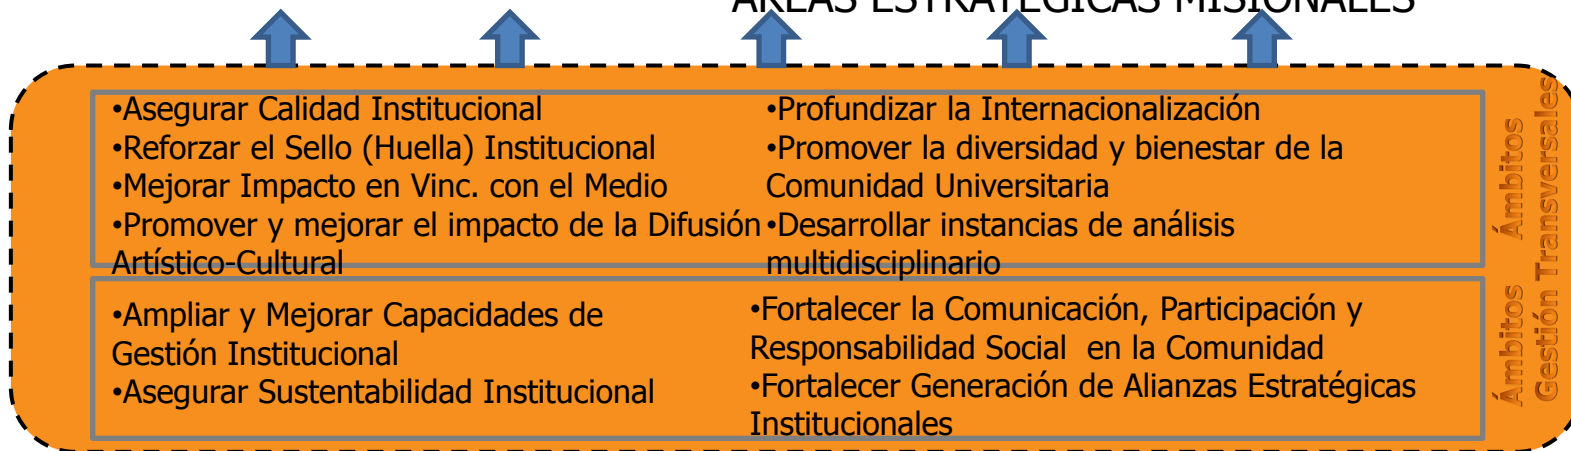 ÁREAS ESTRATÉGICAS MISIONALES
•Asegurar Calidad Institucional
•Reforzar el Sello (Huella) Institucional
•Mejorar Impacto en Vinc. con el Medio
•Promover y mejorar el impacto de la Difusión
Artístico-Cultural
•Profundizar la Internacionalización
•Promover la diversidad y bienestar de la
Comunidad Universitaria
•Desarrollar instancias de análisis
multidisciplinario
Ámbitos
Transversales
•Ampliar y Mejorar Capacidades de
Gestión Institucional
•Asegurar Sustentabilidad Institucional
•Fortalecer la Comunicación, Participación y
Responsabilidad Social  en la Comunidad
•Fortalecer Generación de Alianzas Estratégicas
Institucionales
Ámbitos
Gestión